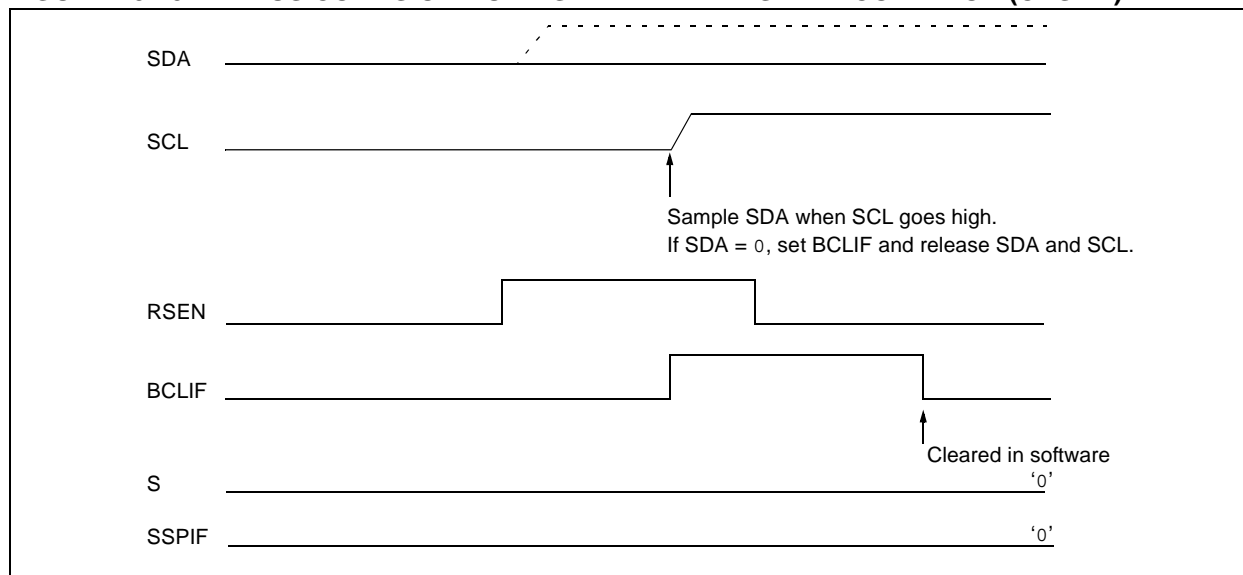 SDA
SCL
Sample SDA when SCL goes high.
If SDA = 0, set BCLIF and release SDA and SCL.
RSEN
BCLIF
Cleared in software
S
‘0’
SSPIF
‘0’